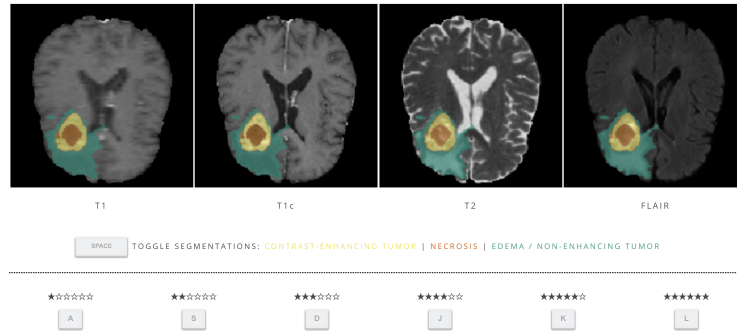 T1 T1c T2 FLAIR
SPACE TOGGLE SEGMENTATIONS: CONTRAST-ENHANCING TUMOR | NECROSIS | EDEMA / NON-ENHANCING TUMOR
★☆☆☆☆☆ ★★☆☆☆☆ ★★★☆☆☆ ★★★★☆☆ ★★★★★☆ ★★★★★★
A S D J K L